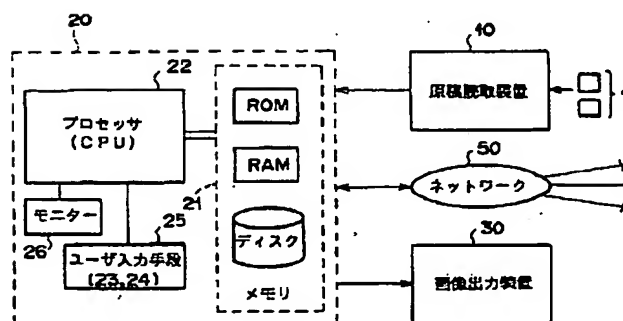 20
22
プロセッサ
(CPU)
ROM
RAM
21
ディスク
メモリ
モニター
26
25
ユーザ入力手段
(23,24)
40
原稿読取装置
50
ネットワーク
30
画像出力装置